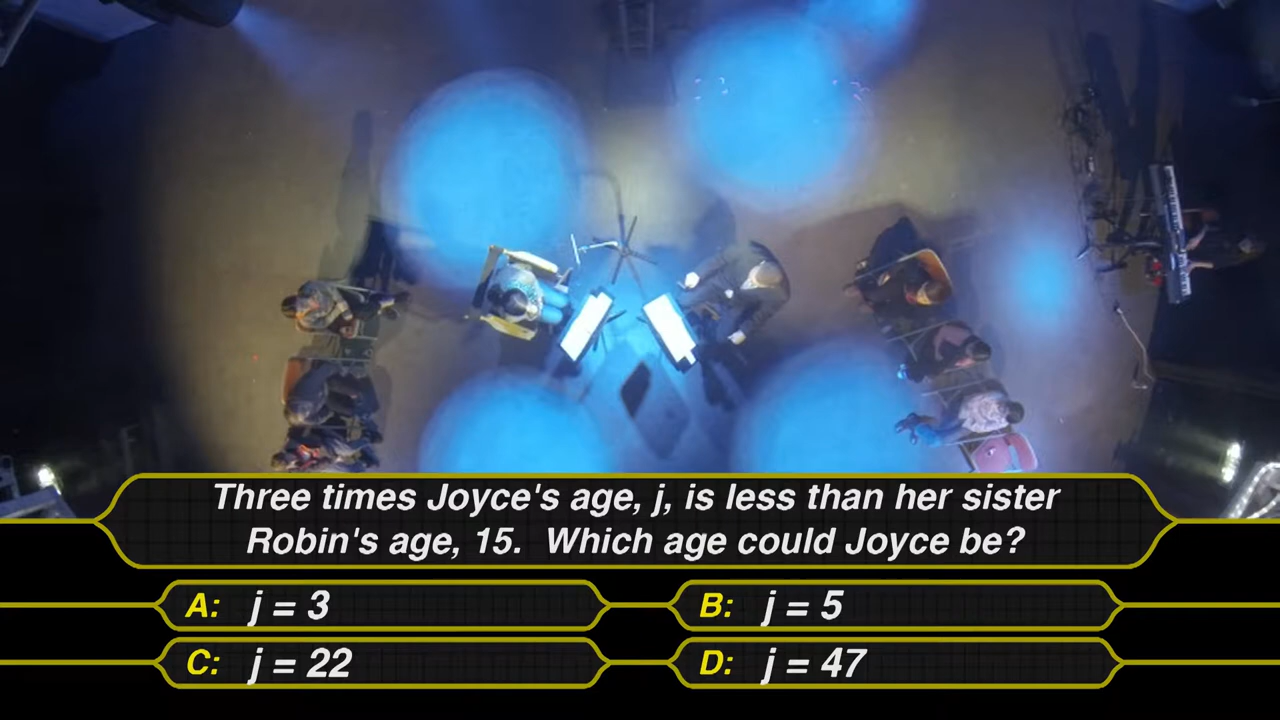 Three times Joyce's age, j, is less than her sister
Robin's age, 15.  Which age could Joyce be?
A: j = 3
B: j = 5
C: j = 22
D: j = 47